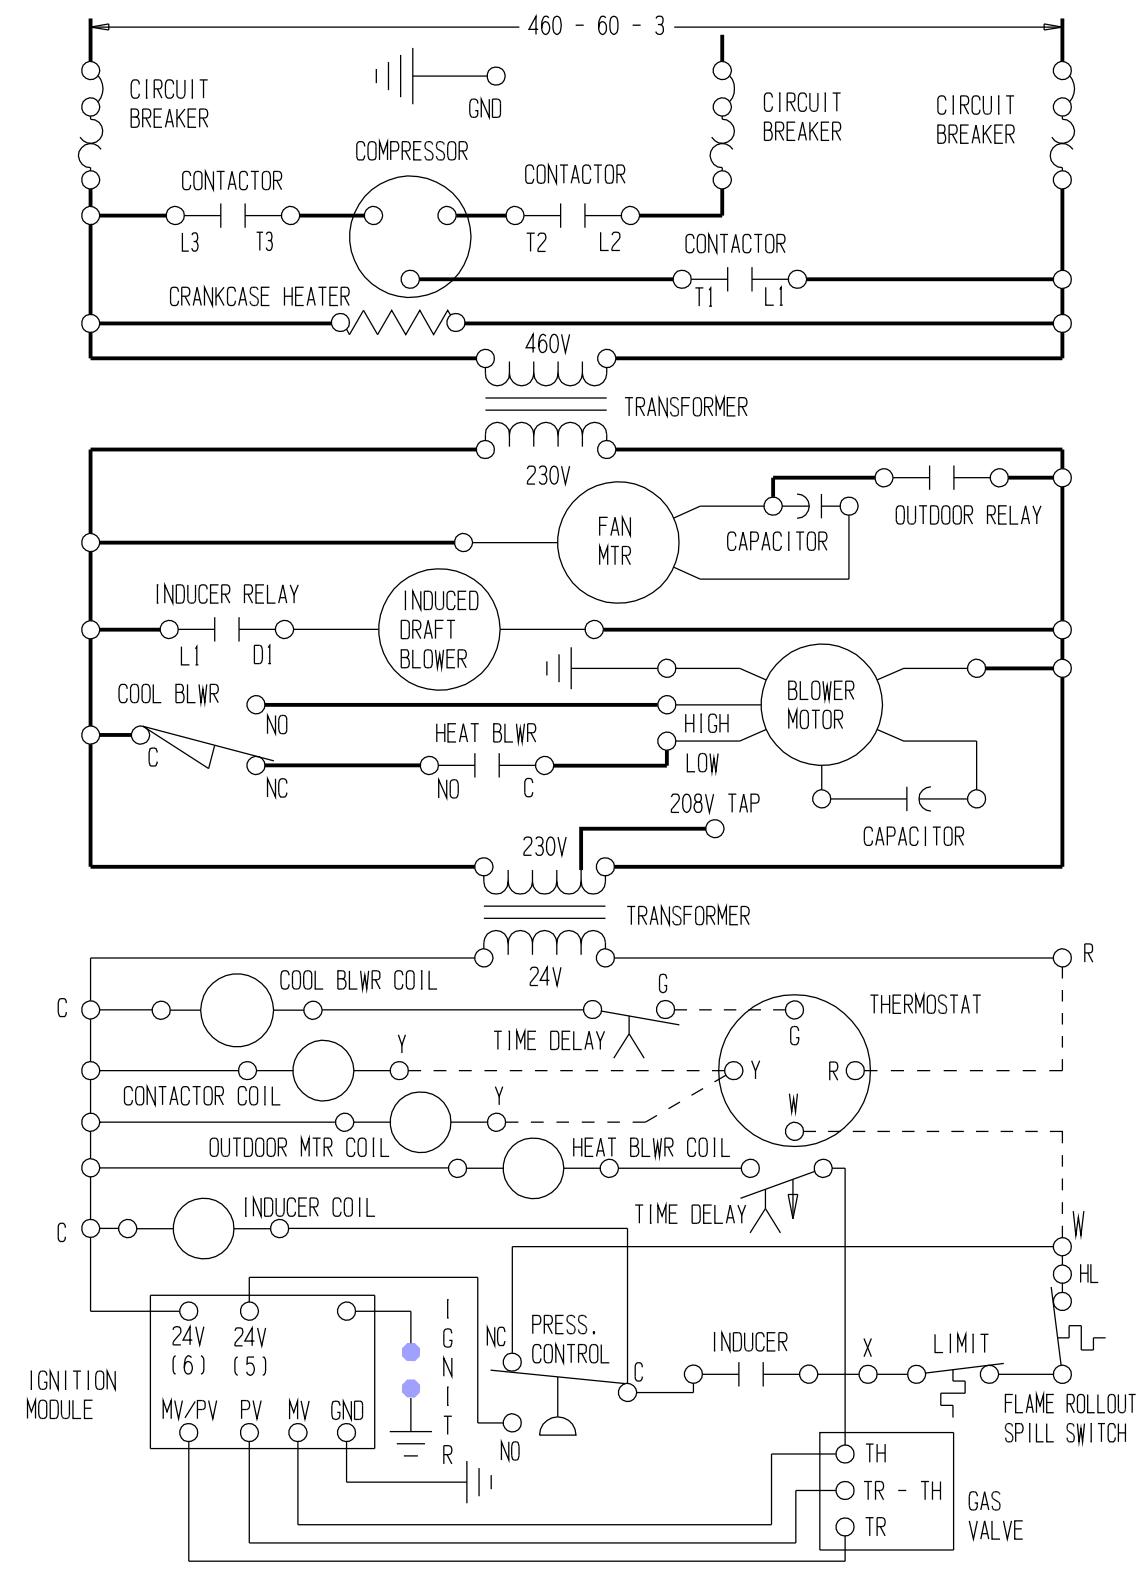 460 - 60 - 3
CIRCUIT
BREAKER
GND
CIRCUIT
BREAKER
CIRCUIT
BREAKER
COMPRESSOR
CONTACTOR
CONTACTOR
L3
T3
T2
L2
CONTACTOR
T1
L1
CRANKCASE HEATER
460V
TRANSFORMER
230V
FAN
MTR
CAPACITOR
OUTDOOR RELAY
INDUCER RELAY
INDUCED
DRAFT
BLOWER
L1
D1
COOL BLWR
NO
C
NC
HEAT BLWR
NO
C
HIGH
LOW
BLOWER
MOTOR
208V TAP
CAPACITOR
230V
TRANSFORMER
24V
R
C
COOL BLWR COIL
G
TIME DELAY
THERMOSTAT
G
Y
R
W
Y
CONTACTOR COIL
Y
OUTDOOR MTR COIL
HEAT BLWR COIL
TIME DELAY
C
INDUCER COIL
W
HL
24V
(6)
24V
(5)
IGNITR
NC
PRESS.
CONTROL
C
INDUCER
X
LIMIT
IGNITION
MODULE
MV/PV
PV
MV
GND
NO
FLAME ROLLOUT
SPILL SWITCH
TH
TR - TH
TR
GAS
VALVE